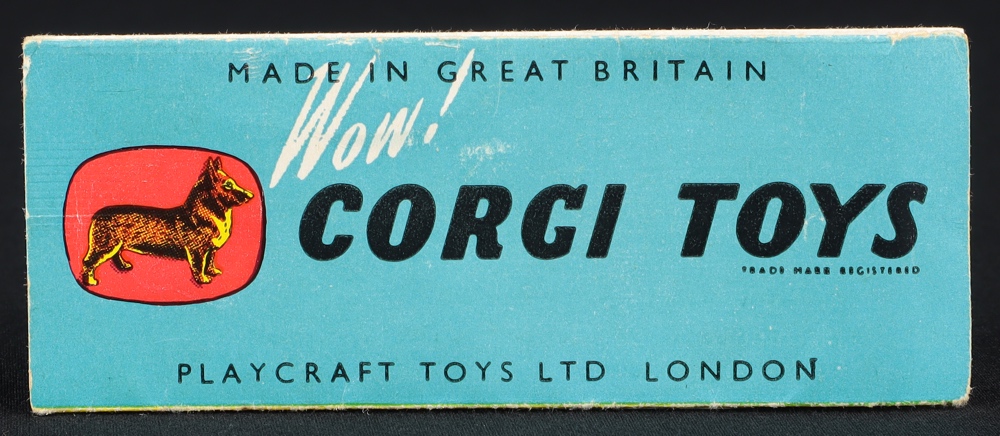 MADE IN GREAT BRITAIN
Wow!
CORGI TOYS
TRADE MARK REGISTERED
PLAYCRAFT TOYS LTD LONDON